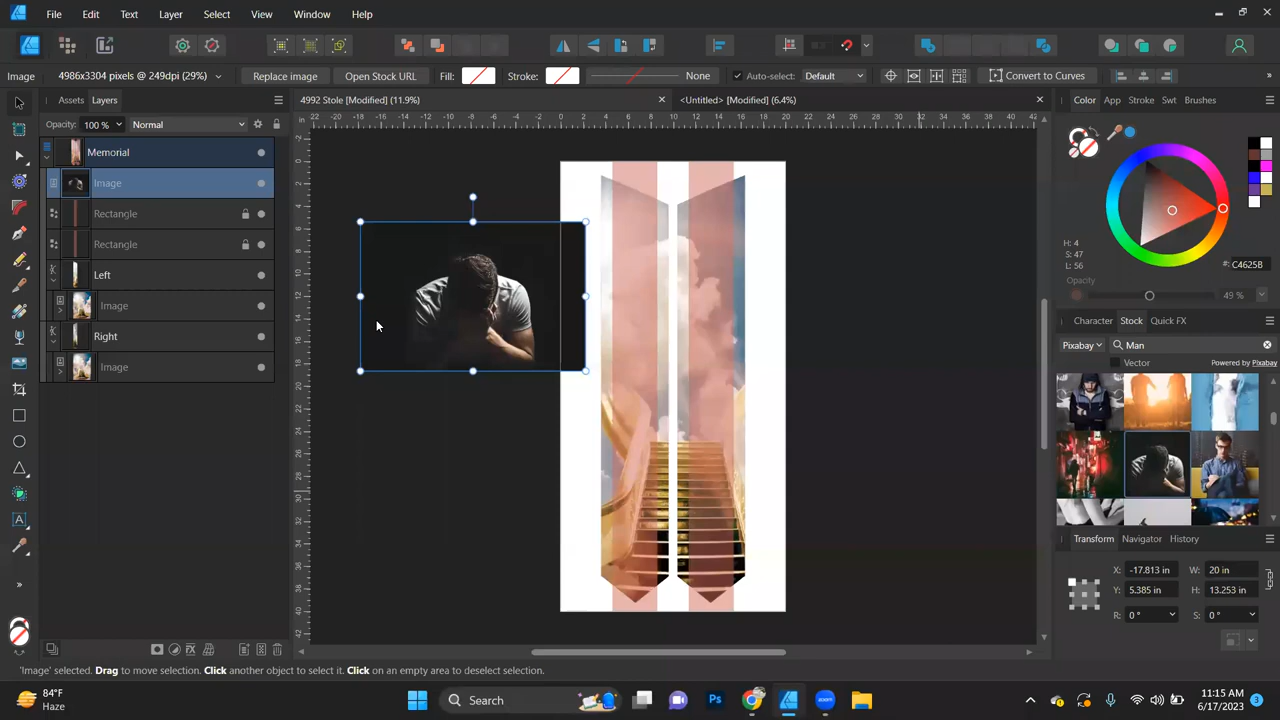 File Edit Text Layer Select View Window Help
Image 4986x3304 pixels @ 249dpi (29%) Replace image Open Stock URL Fill: Stroke: None Auto-select: Default Convert to Curves
Assets Layers 4992 Stole [Modified] (11.9%) <Untitled> [Modified] (6.4%) Color App Stroke Swt Brushes
Opacity: 100 % Normal
Memorial
Image
Rectangle
Rectangle
Left
Image
Right
Image
H: 4
S: 47
L: 56
#: C4625B
Opacity
49 %
Character Stock Quick FX
Pixabay Man
Vector Powered by Pixabay
Transform Navigator History
X: -17.813 in W: 20 in
Y: 5.385 in H: 13.253 in
R: 0 ° S: 0 °
'Image' selected. Drag to move selection. Click another object to select it. Click on an empty area to deselect selection.
84°F
Haze
Search
zoom
11:15 AM
6/17/2023
3